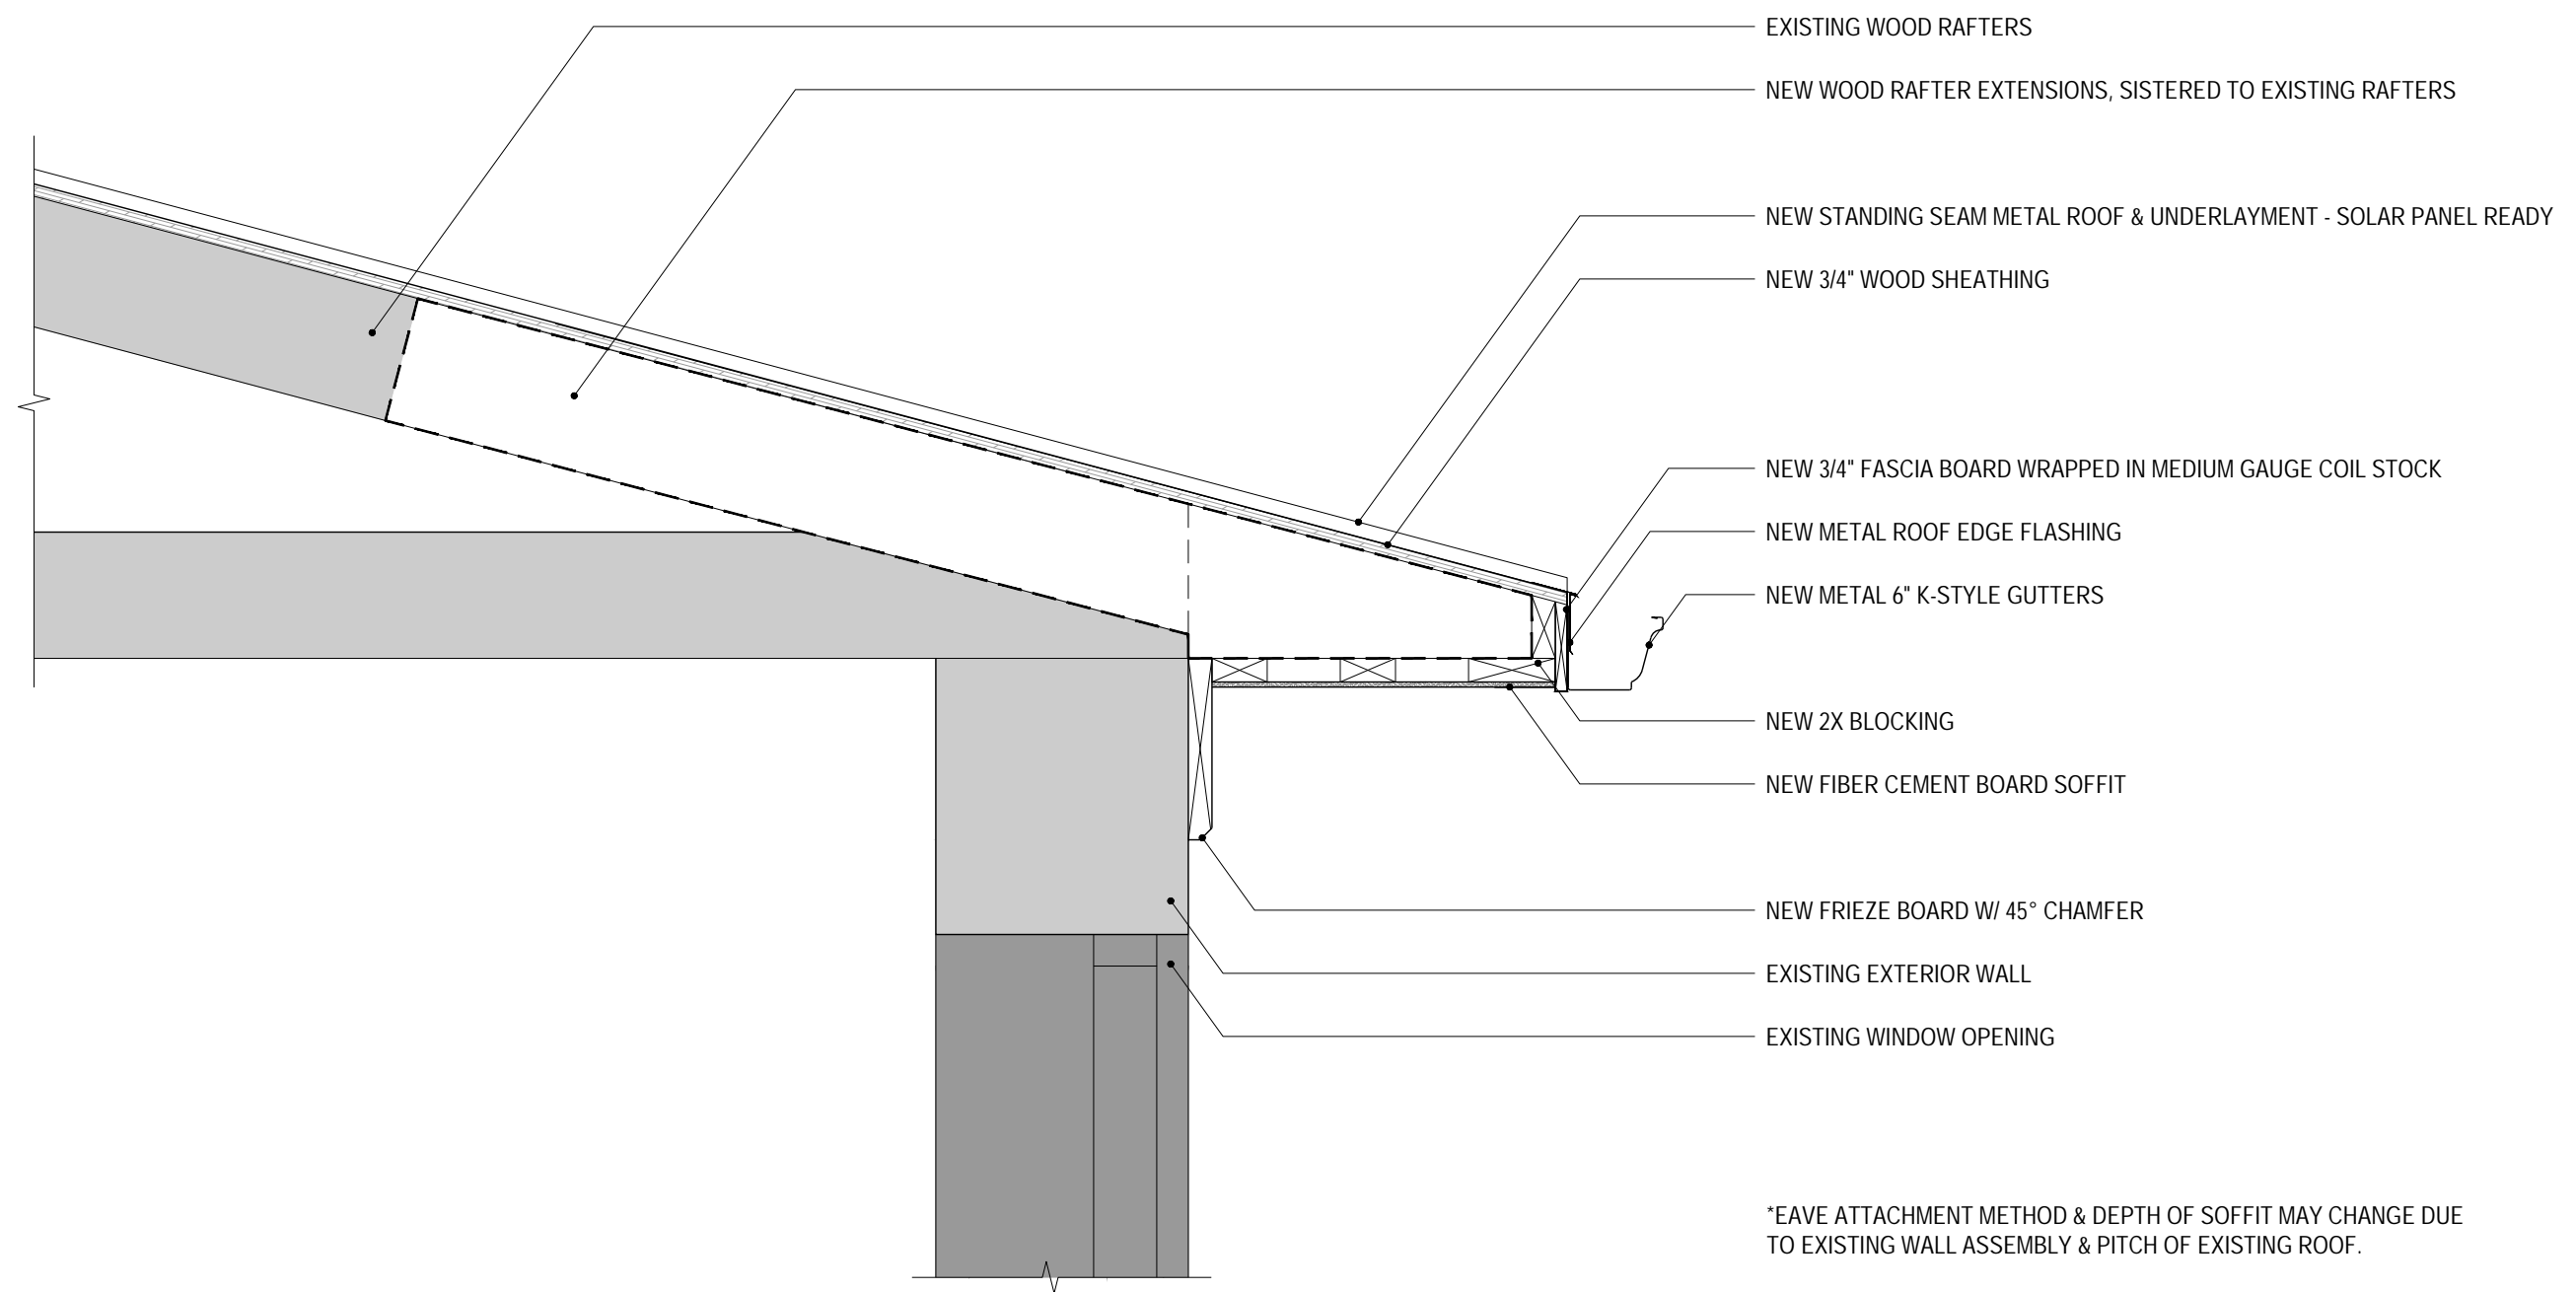 EXISTING WOOD RAFTERS
NEW WOOD RAFTER EXTENSIONS, SISTERED TO EXISTING RAFTERS
NEW STANDING SEAM METAL ROOF & UNDERLAYMENT - SOLAR PANEL READY
NEW 3/4" WOOD SHEATHING
NEW 3/4" FASCIA BOARD WRAPPED IN MEDIUM GAUGE COIL STOCK
NEW METAL ROOF EDGE FLASHING
NEW METAL 6" K-STYLE GUTTERS
NEW 2X BLOCKING
NEW FIBER CEMENT BOARD SOFFIT
NEW FRIEZE BOARD W/ 45° CHAMFER
EXISTING EXTERIOR WALL
EXISTING WINDOW OPENING
*EAVE ATTACHMENT METHOD & DEPTH OF SOFFIT MAY CHANGE DUE
TO EXISTING WALL ASSEMBLY & PITCH OF EXISTING ROOF.